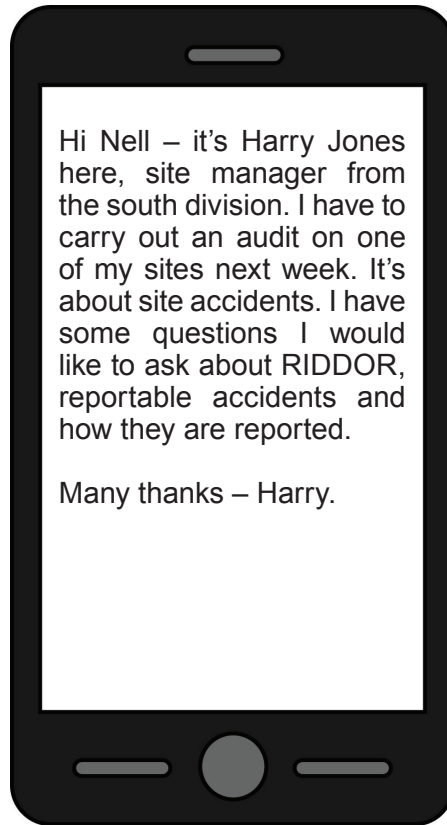 Hi Nell – it's Harry Jones
here, site manager from
the south division. I have to
carry out an audit on one
of my sites next week. It's
about site accidents. I have
some questions I would
like to ask about RIDDOR,
reportable accidents and
how they are reported.
Many thanks – Harry.